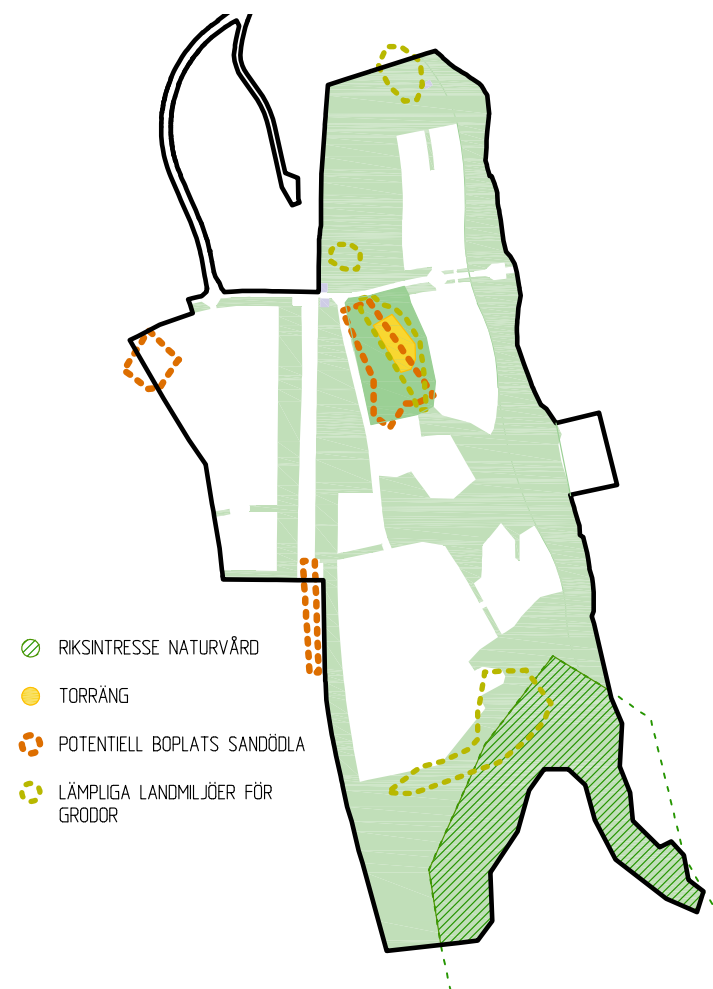 RIKSINTRESSE NATURVÅRD
TORRÄNG
POTENTIELL BOPLATS SANDÖDLA
LÄMPLIGA LANDMILJÖER FÖR
GRODOR